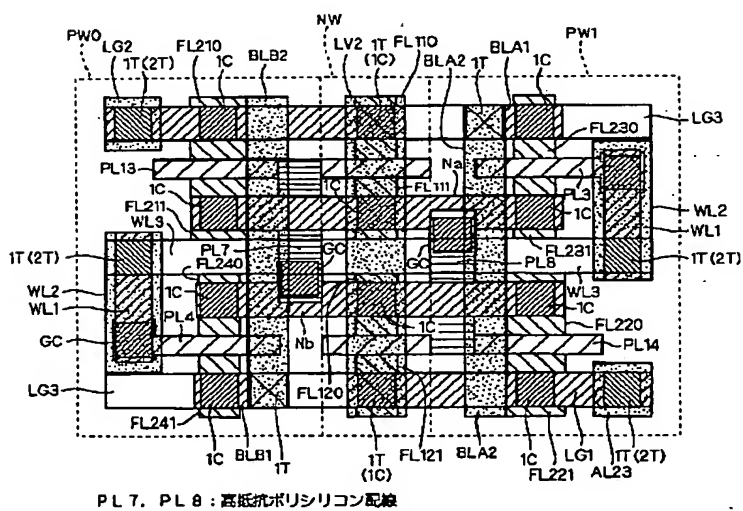 PW0
LG2
1T(2T)
FL210
1C
BLB2
NW
LV2
1T
(1C)
FL110
BLA2
1T
BLA1
1C
PW1
LG3
FL230
PL13
Na
1C
FL211
WL3
1C
FL111
PL3
1C
WL2
WL1
1T(2T)
PL7
GC
GC
FL231
PL8
WL3
1T(2T)
FL240
1C
WL2
WL1
PL4
1C
1C
FL220
GC
Nb
PL14
LG3
FL120
FL241
1C
BLB1
1T
1T
(1C)
FL121
BLA2
1C
FL221
LG1
AL23
1T(2T)
PL7, PL8:高抵抗ポリシリコン配線